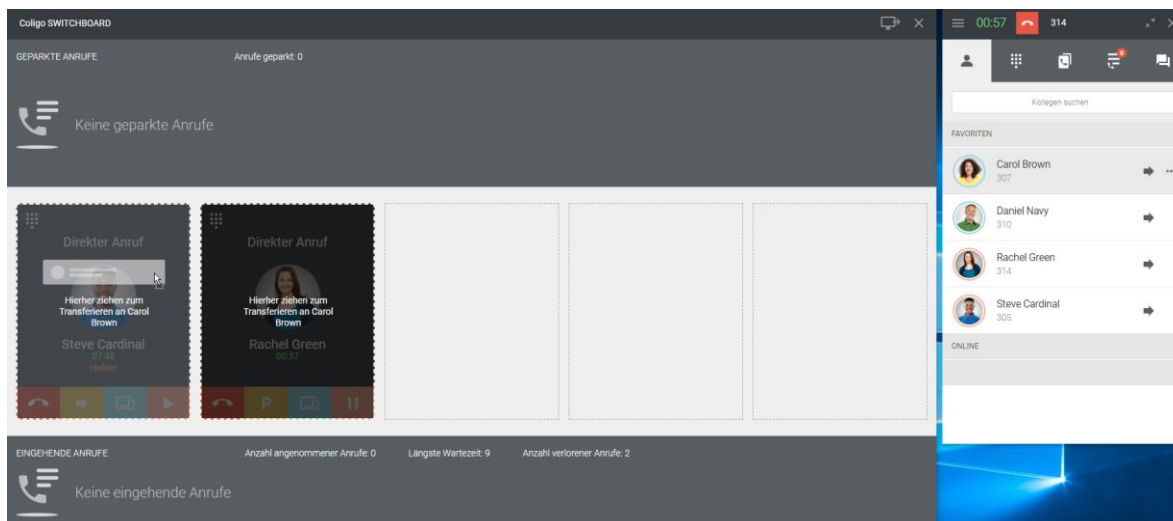 Coligo SWITCHBOARD
GEPARKTE ANRUFE
Anrufe geparkt: 0
Keine geparkte Anrufe
Direkter Anruf
Hierher ziehen zum
Transferieren an Carol
Brown
Steve Cardinal
07:48
Halten
Direkter Anruf
Hierher ziehen zum
Transferieren an Carol
Brown
Rachel Green
00:57
P
EINGEHENDE ANRUFE
Anzahl angenommener Anrufe: 0
Längste Wartezeit: 9
Anzahl verlorener Anrufe: 2
Keine eingehende Anrufe
00:57
314
Kollegen suchen
FAVORITEN
Carol Brown
307
Daniel Navy
310
Rachel Green
314
Steve Cardinal
305
ONLINE